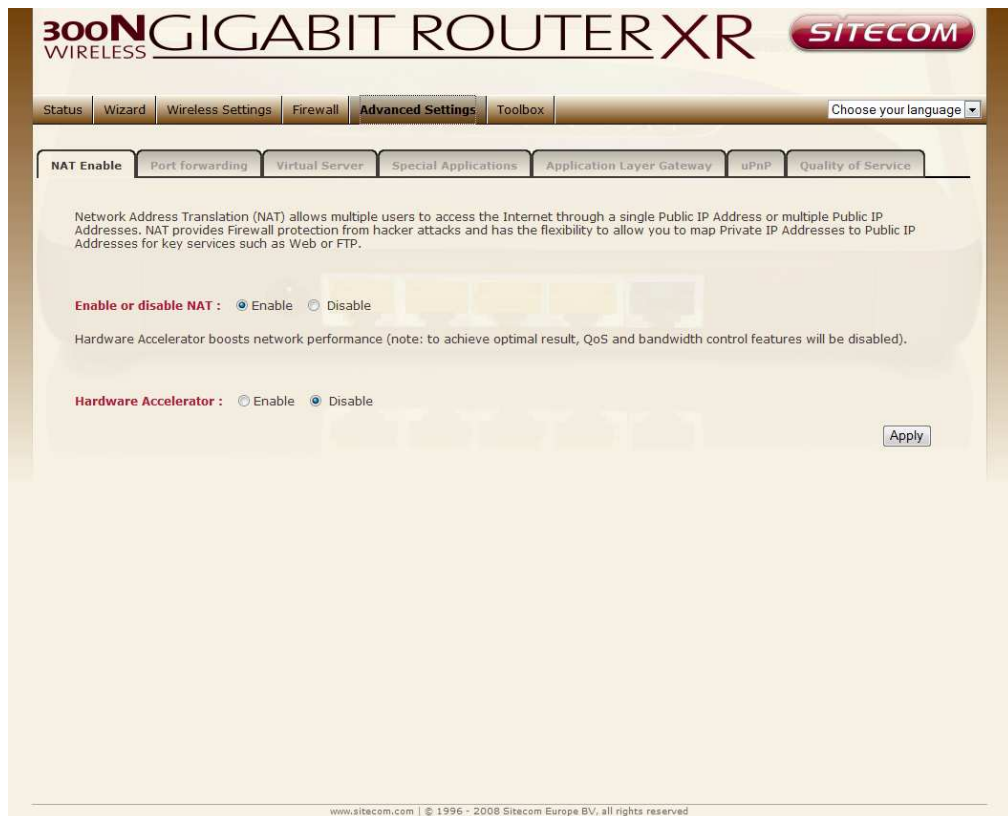 300N WIRELESS GIGABIT ROUTER XR SITECOM
Status Wizard Wireless Settings Firewall Advanced Settings Toolbox Choose your language
NAT Enable Port forwarding Virtual Server Special Applications Application Layer Gateway uPnP Quality of Service
Network Address Translation (NAT) allows multiple users to access the Internet through a single Public IP Address or multiple Public IP
Addresses. NAT provides Firewall protection from hacker attacks and has the flexibility to allow you to map Private IP Addresses to Public IP
Addresses for key services such as Web or FTP.
Enable or disable NAT : Enable Disable
Hardware Accelerator boosts network performance (note: to achieve optimal result, QoS and bandwidth control features will be disabled).
Hardware Accelerator : Enable Disable
Apply
www.sitecom.com | © 1996 - 2008 Sitecom Europe BV, all rights reserved